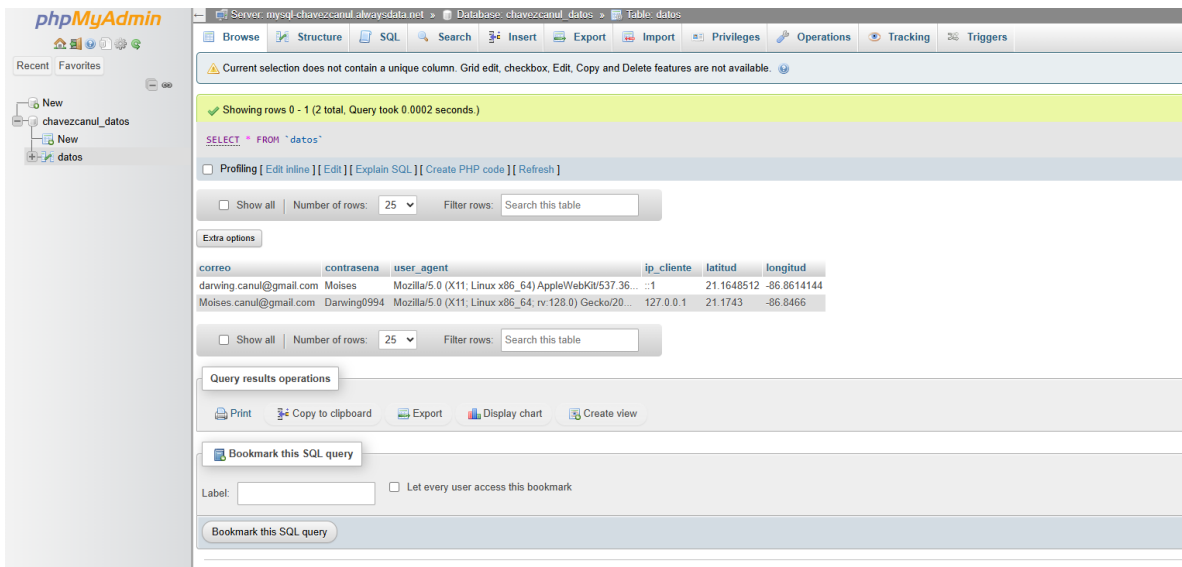 phpMyAdmin
Recent Favorites
New
chavezcanul_datos
New
datos
Server: mysql-chavezcanul.alwaysdata.net » Database: chavezcanul_datos » Table: datos
Browse Structure SQL Search Insert Export Import Privileges Operations Tracking Triggers
Current selection does not contain a unique column. Grid edit, checkbox, Edit, Copy and Delete features are not available.
Showing rows 0 - 1 (2 total, Query took 0.0002 seconds.)
SELECT * FROM `datos`
Profiling [ Edit inline ] [ Edit ] [ Explain SQL ] [ Create PHP code ] [ Refresh ]
Show all | Number of rows: 25 Filter rows: Search this table
Extra options
correo contrasena user_agent ip_cliente latitud longitud
darwing.canul@gmail.com Moises Mozilla/5.0 (X11; Linux x86_64) AppleWebKit/537.36... ::1 21.1648512 -86.8614144
Moises.canul@gmail.com Darwing0994 Mozilla/5.0 (X11; Linux x86_64; rv:128.0) Gecko/20... 127.0.0.1 21.1743 -86.8466
Show all | Number of rows: 25 Filter rows: Search this table
Query results operations
Print Copy to clipboard Export Display chart Create view
Bookmark this SQL query
Label: Let every user access this bookmark
Bookmark this SQL query